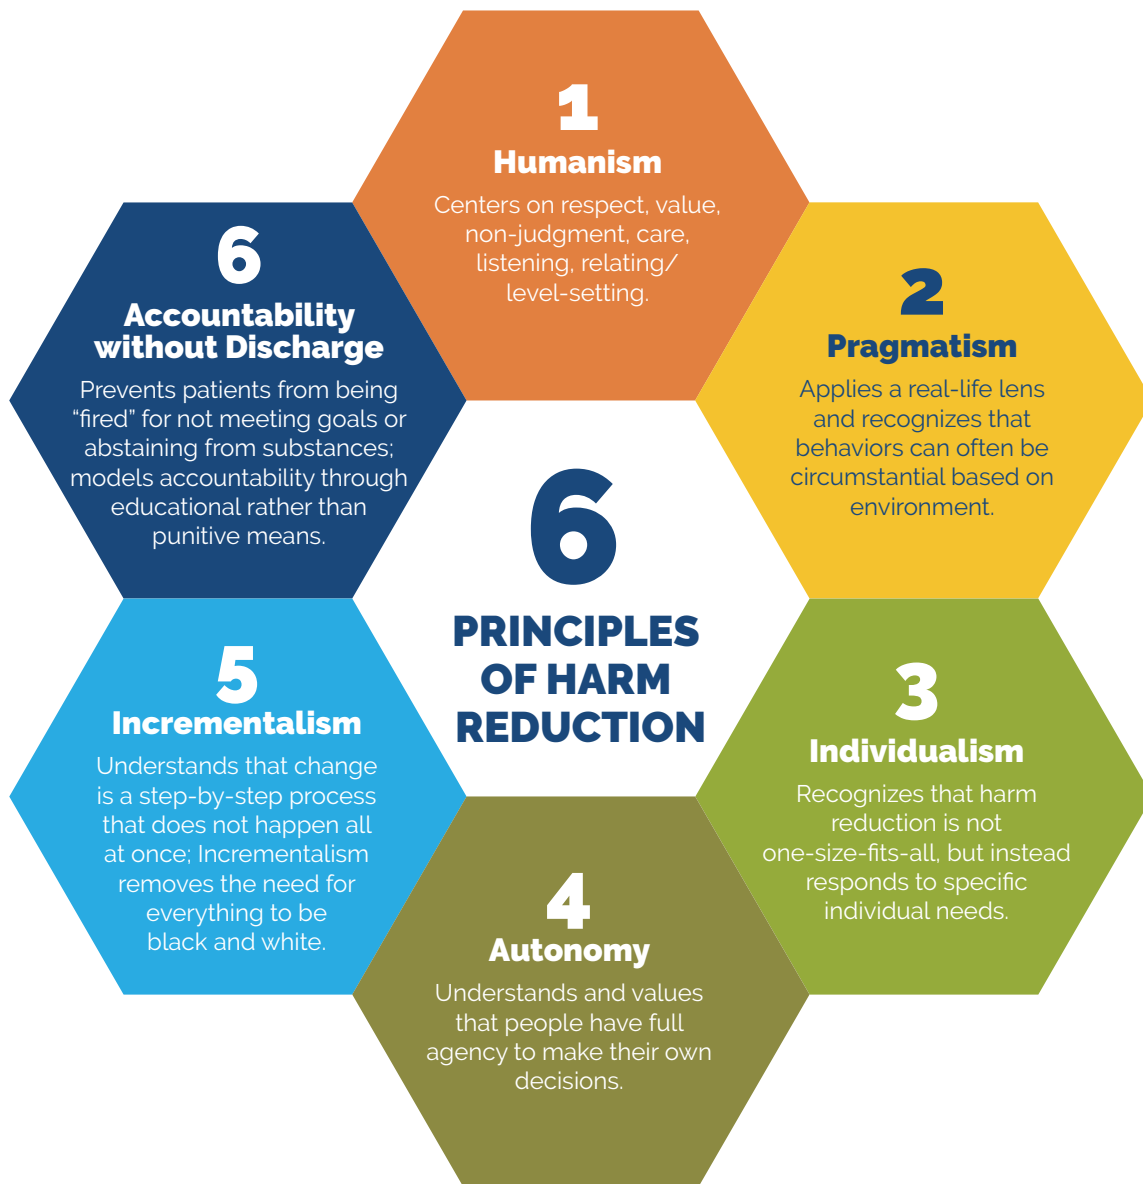 1
Humanism
Centers on respect, value,
non-judgment, care,
listening, relating/
level-setting.
2
Pragmatism
Applies a real-life lens
and recognizes that
behaviors can often be
circumstantial based on
environment.
3
Individualism
Recognizes that harm
reduction is not
one-size-fits-all, but instead
responds to specific
individual needs.
4
Autonomy
Understands and values
that people have full
agency to make their own
decisions.
5
Incrementalism
Understands that change
is a step-by-step process
that does not happen all
at once; Incrementalism
removes the need for
everything to be
black and white.
6
Accountability
without Discharge
Prevents patients from being
“fired” for not meeting goals or
abstaining from substances;
models accountability through
educational rather than
punitive means.
6
PRINCIPLES
OF HARM
REDUCTION